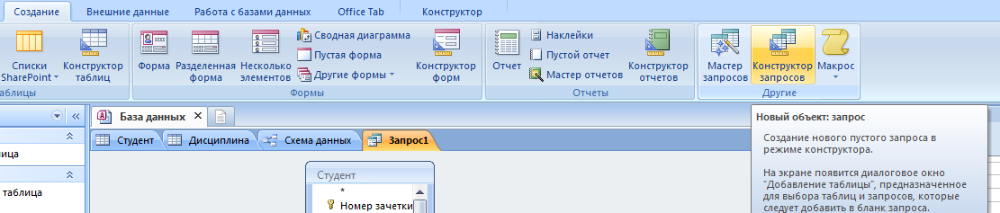 Создание Внешние данные Работа с базами данных Office Tab Конструктор
Списки SharePoint
Конструктор таблиц
Форма
Разделенная форма
Несколько элементов
Сводная диаграмма
Пустая форма
Другие формы
Конструктор форм
Отчет
Наклейки
Пустой отчет
Мастер отчетов
Конструктор отчетов
Мастер запросов
Конструктор запросов
Макрос
Формы Отчеты Другие
База данных
Студент Дисциплина Схема данных Запрос1
таблица
Студент
*
Номер зачетки
Новый объект: запрос
Создание нового пустого запроса в
режиме конструктора.
На экране появится диалоговое окно
"Добавление таблицы", предназначенное
для выбора таблиц и запросов, которые
следует добавить в бланк запроса.